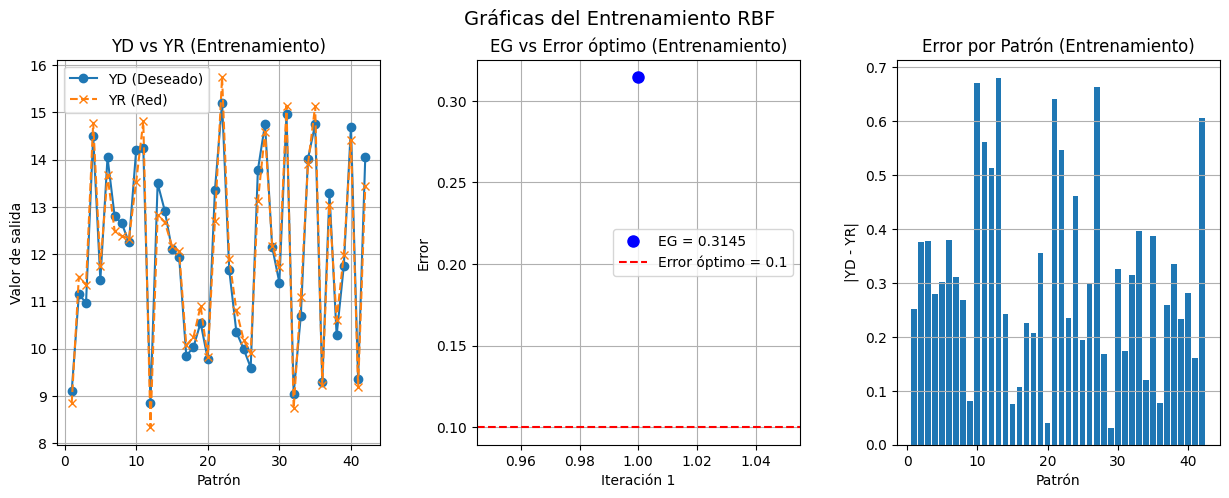 Gráficas del Entrenamiento RBF
YD vs YR (Entrenamiento)
YD (Deseado)
YR (Red)
Valor de salida
16
15
14
13
12
11
10
9
8
0 10 20 30 40
Patrón
EG vs Error óptimo (Entrenamiento)
Error
0.30
0.25
0.20
0.15
0.10
EG = 0.3145
Error óptimo = 0.1
0.96 0.98 1.00 1.02 1.04
Iteración 1
Error por Patrón (Entrenamiento)
|YD - YR|
0.7
0.6
0.5
0.4
0.3
0.2
0.1
0.0
0 10 20 30 40
Patrón